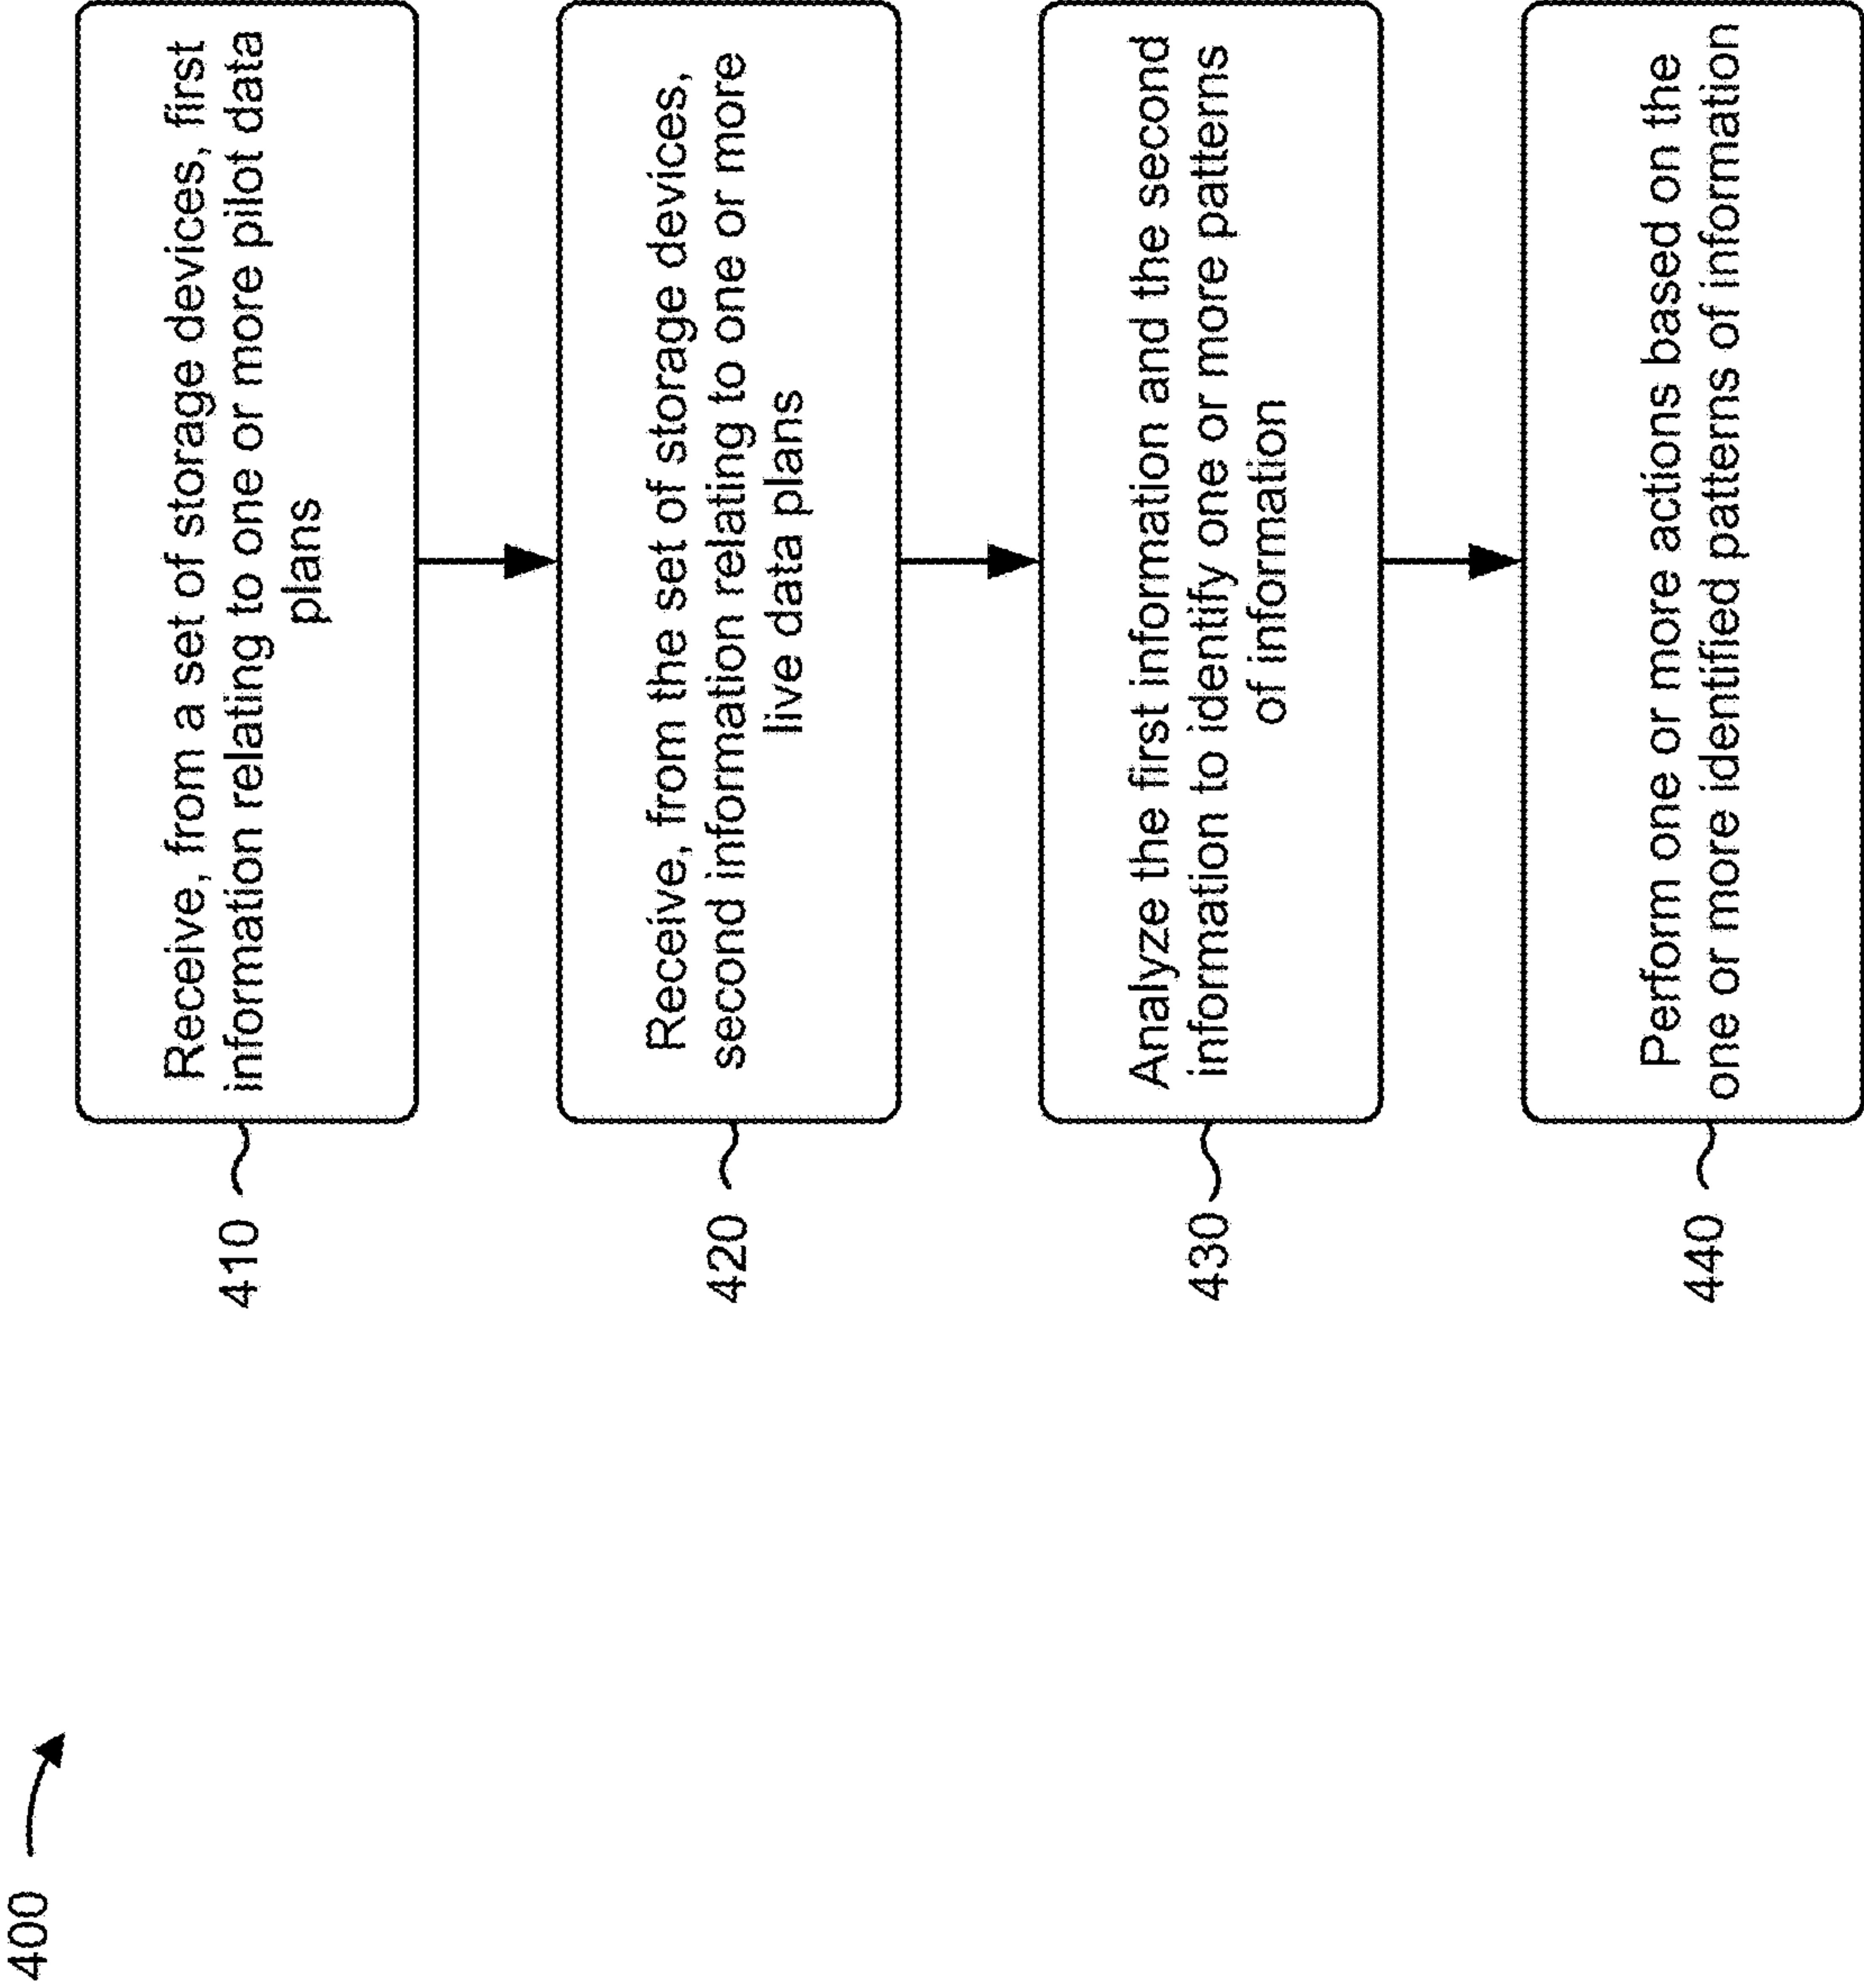 400
410
Receive, from a set of storage devices, first
information relating to one or more pilot data
plans
420
Receive, from the set of storage devices,
second information relating to one or more
live data plans
430
Analyze the first information and the second
information to identify one or more patterns
of information
440
Perform one or more actions based on the
one or more identified patterns of information